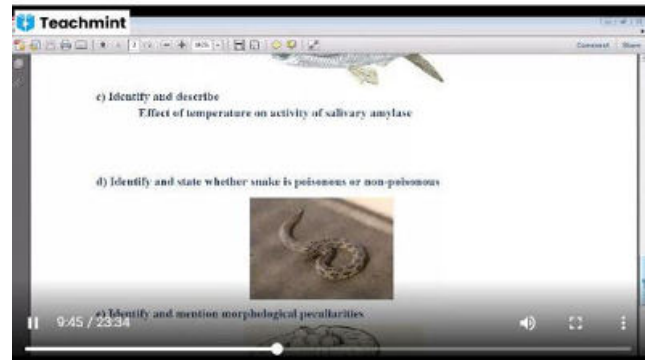 Teachmint
Comment Share
c) Identify and describe
Effect of temperature on activity of salivary amylase
d) Identify and state whether snake is poisonous or non-poisonous
e) Identify and mention morphological peculiarities
9:45 / 23:34